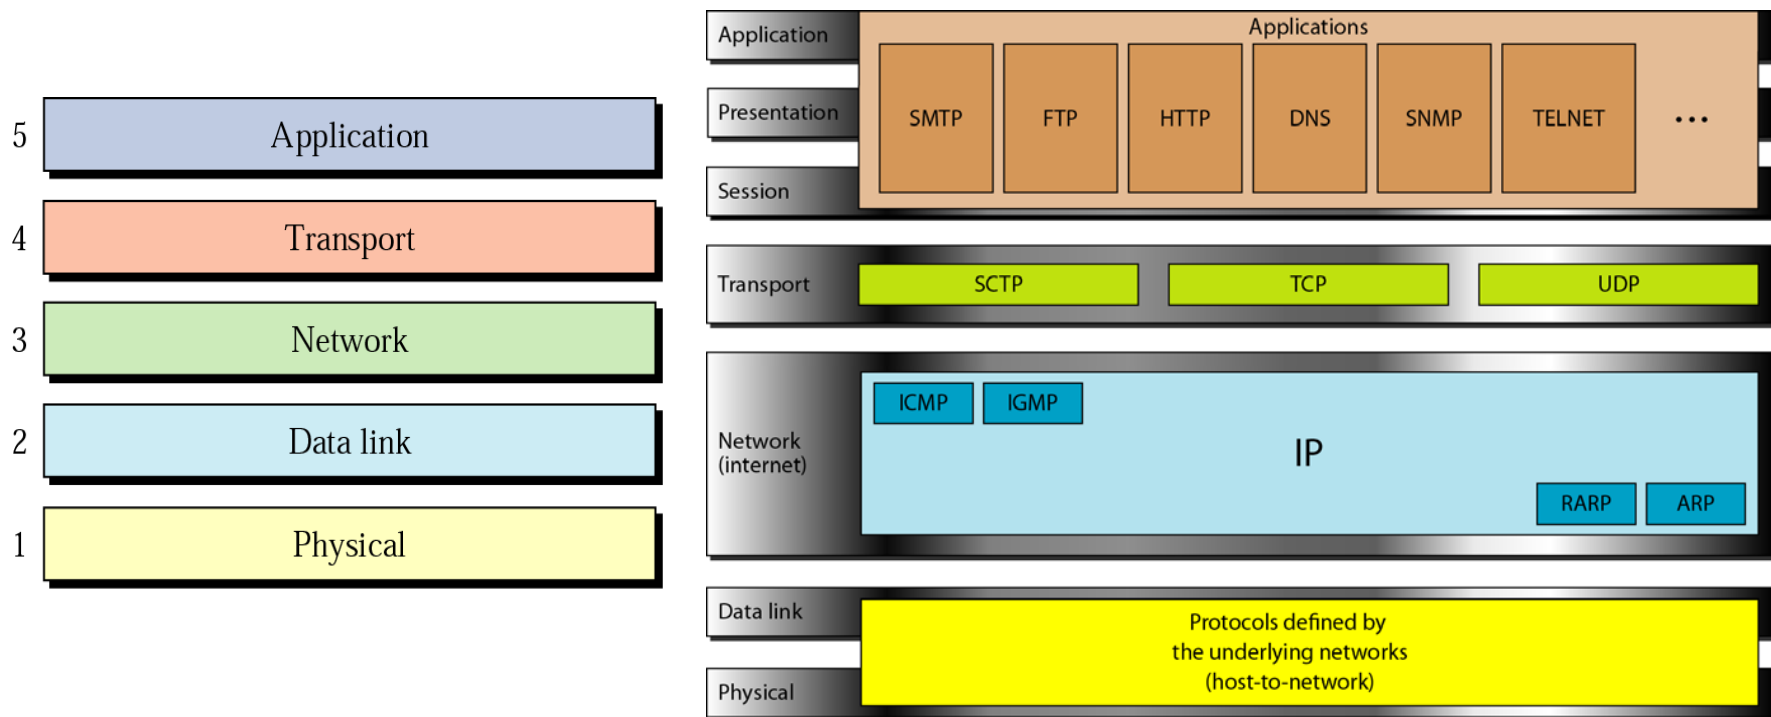 5 Application
4 Transport
3 Network
2 Data link
1 Physical
Application
Applications
Presentation
SMTP FTP HTTP DNS SNMP TELNET ...
Session
Transport
SCTP TCP UDP
Network
(internet)
ICMP IGMP
IP
RARP ARP
Data link
Protocols defined by
the underlying networks
(host-to-network)
Physical